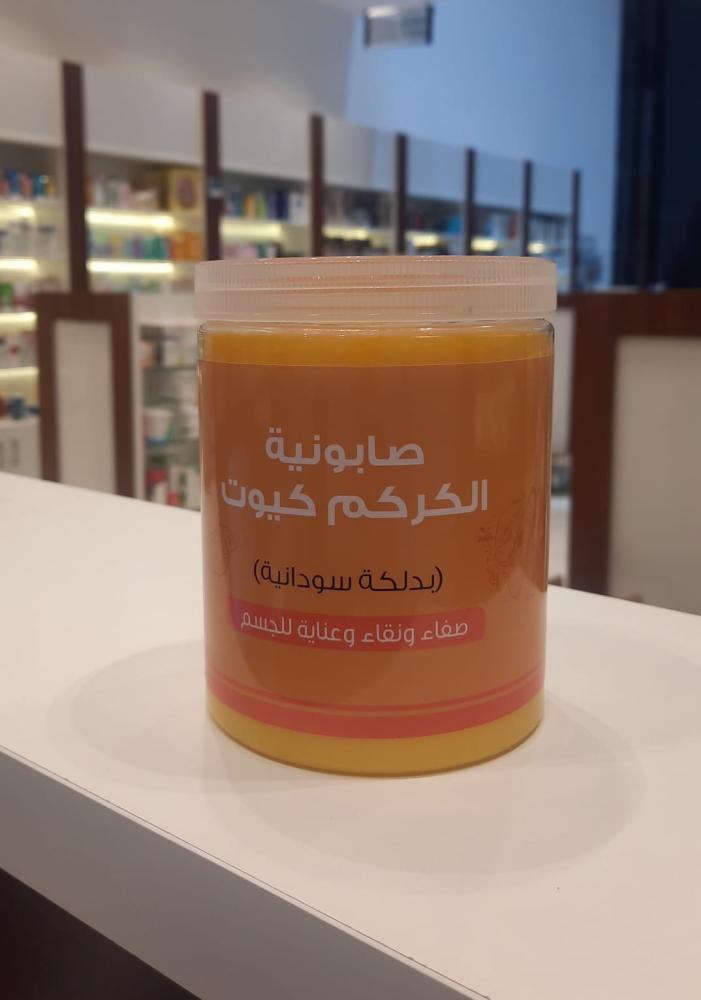 صابونية
الكركم كيوت
(بدلكة سودانية)
صفاء ونقاء وعناية للجسم